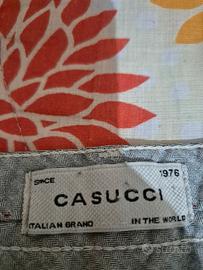 SINCE 1976
CASUCCI
ITALIAN BRAND IN THE WORLD